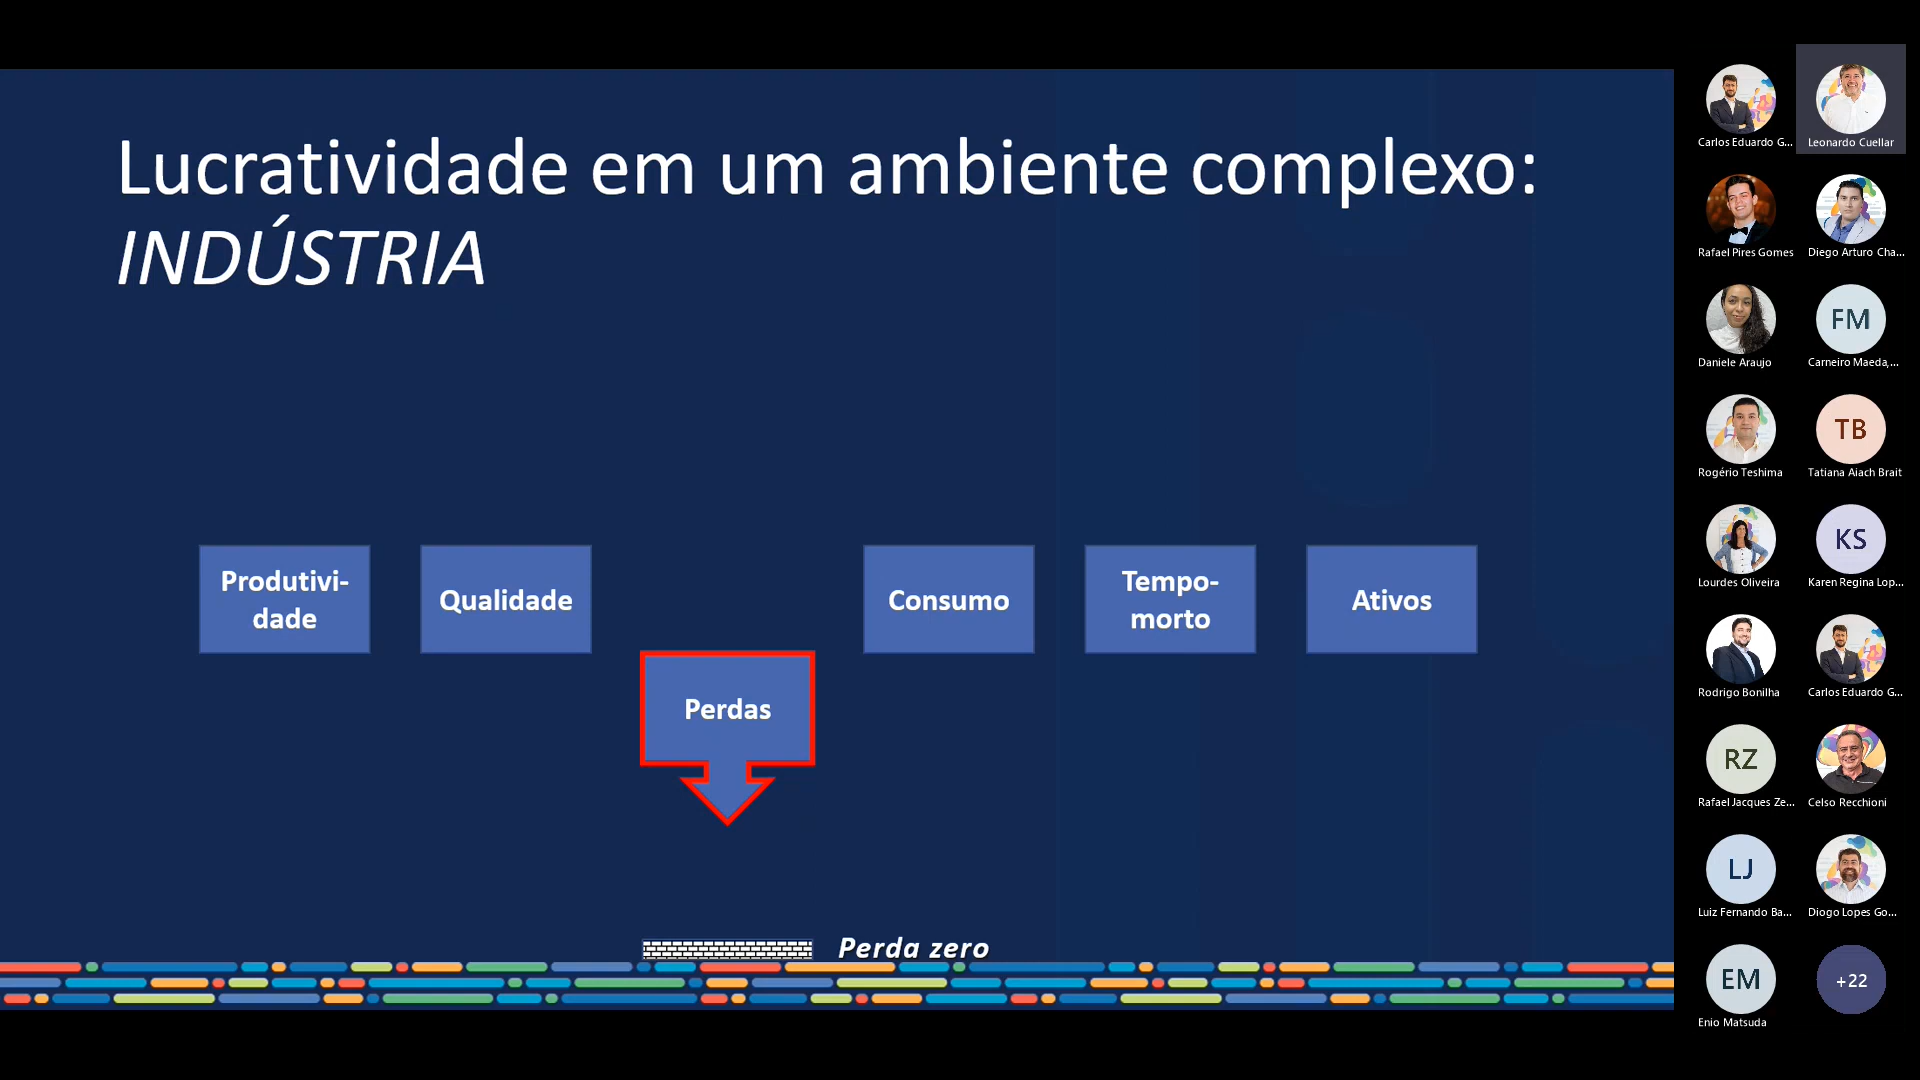 Lucratividade em um ambiente complexo:
INDÚSTRIA
Produtivi-
dade
Qualidade
Perdas
Consumo
Tempo-
morto
Ativos
Perda zero
Carlos Eduardo G...
Leonardo Cuellar
Rafael Pires Gomes
Diego Arturo Cha...
Daniele Araujo
FM
Carneiro Maeda,...
Rogério Teshima
TB
Tatiana Aiach Brait
Lourdes Oliveira
KS
Karen Regina Lop...
Rodrigo Bonilha
Carlos Eduardo G...
RZ
Rafael Jacques Ze...
Celso Recchioni
LJ
Luiz Fernando Ba...
Diogo Lopes Go...
EM
Enio Matsuda
+22